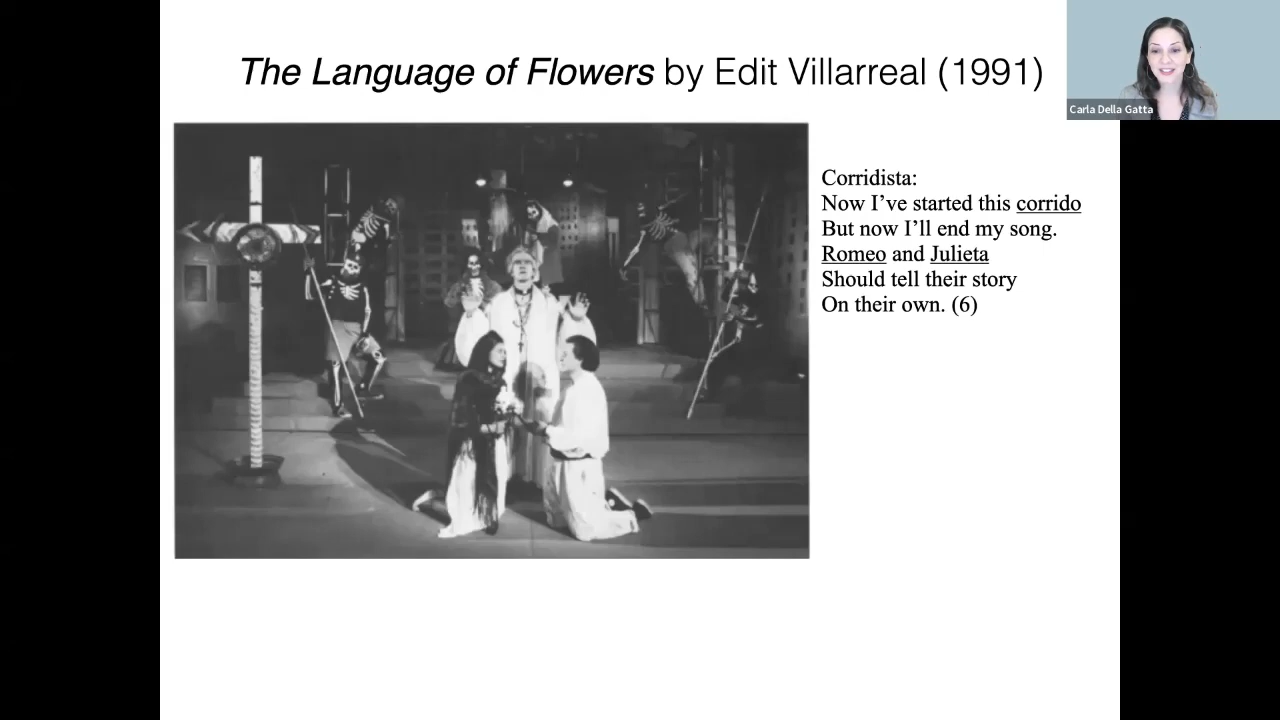 The Language of Flowers by Edit Villarreal (1991)
Carla Della Gatta
Corridista:
Now I’ve started this corrido
But now I’ll end my song.
Romeo and Julieta
Should tell their story
On their own. (6)